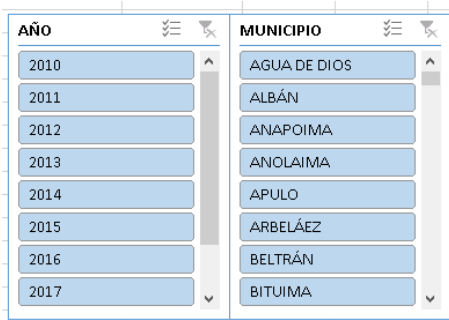 AÑO
2010
2011
2012
2013
2014
2015
2016
2017
MUNICIPIO
AGUA DE DIOS
ALBÁN
ANAPOIMA
ANOLAIMA
APULO
ARBELÁEZ
BELTRÁN
BITUIMA